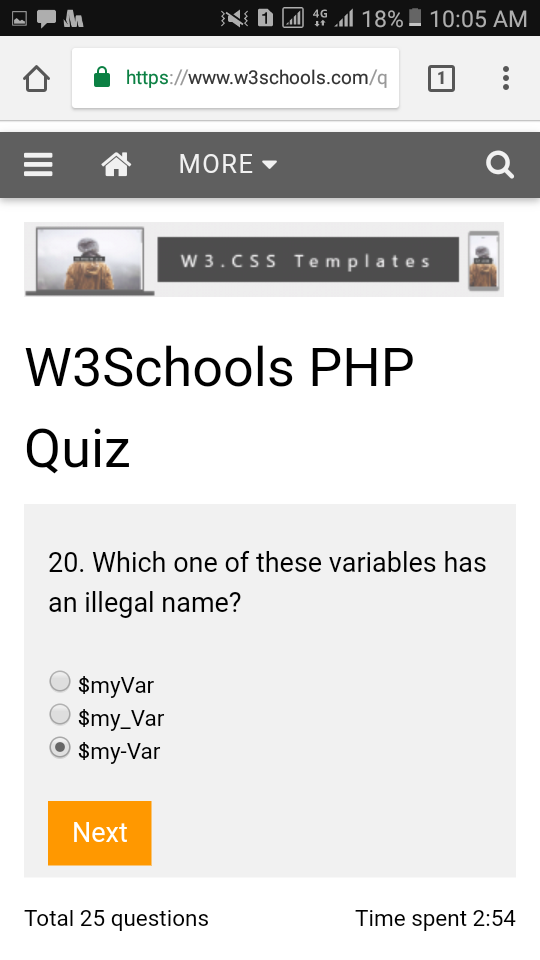 1 4G 18% 10:05 AM
https://www.w3schools.com/q 1
MORE
W3.CSS Templates
W3Schools PHP
Quiz
20. Which one of these variables has
an illegal name?
$myVar
$my_Var
$my-Var
Next
Total 25 questions Time spent 2:54